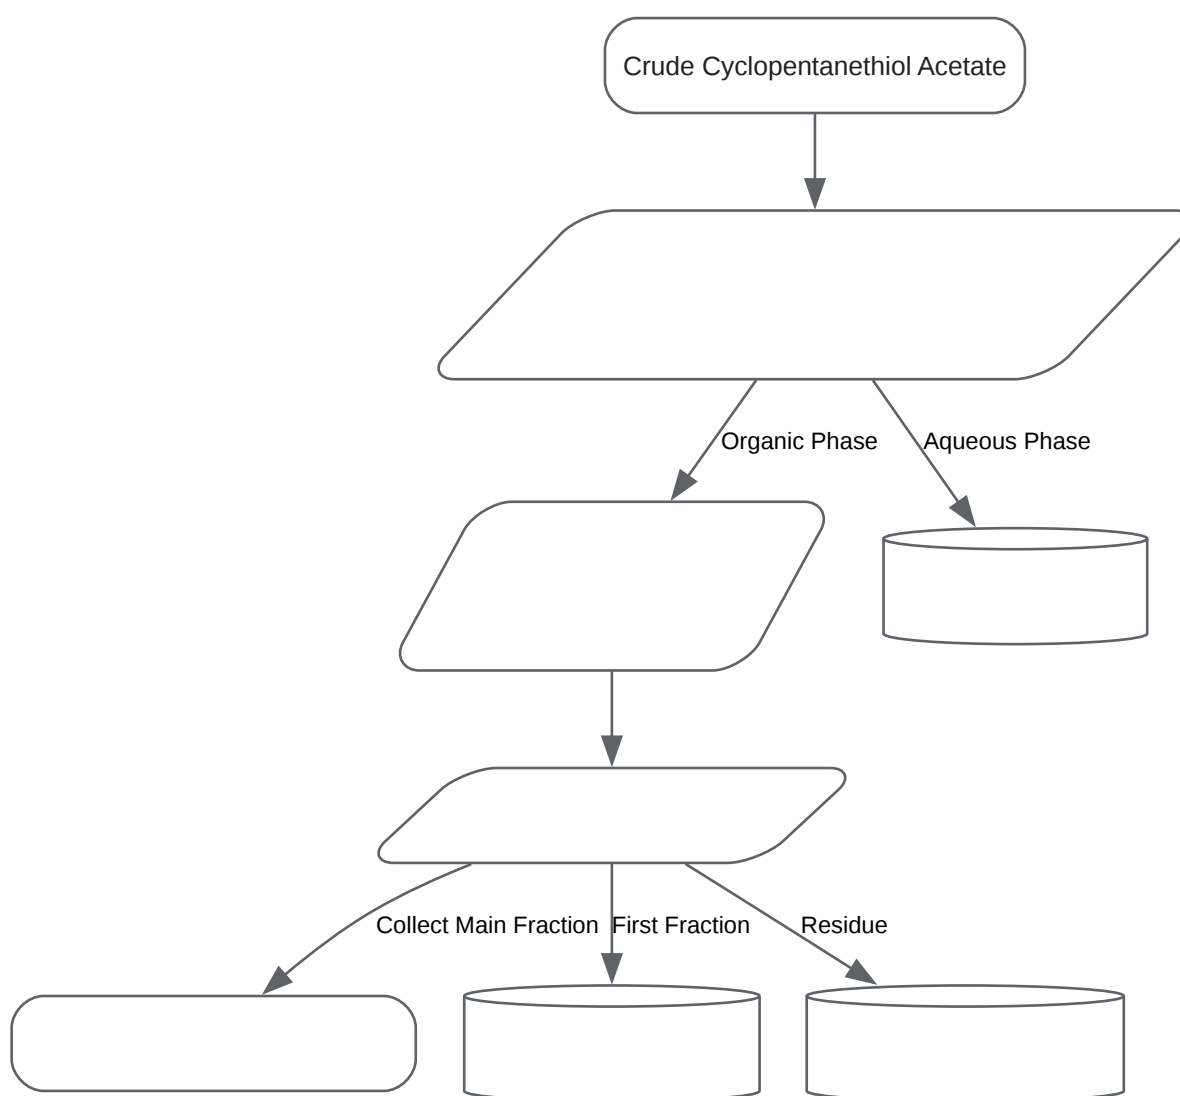 Crude Cyclopentanethiol Acetate
Organic Phase
Aqueous Phase
Collect Main Fraction
First Fraction
Residue